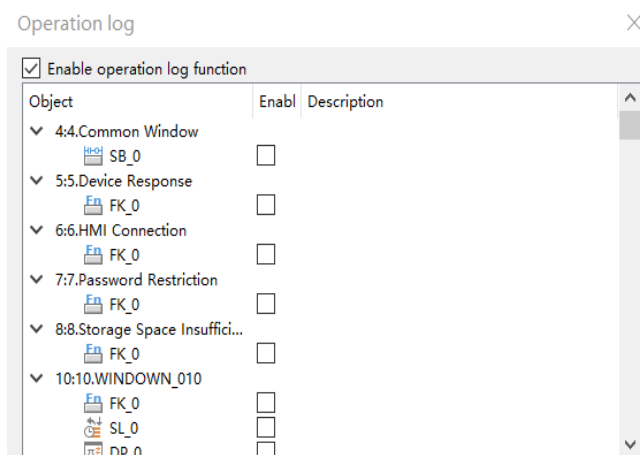 Operation log
Enable operation log function
Object Enabl Description
4:4.Common Window
SB_0
5:5.Device Response
FK_0
6:6.HMI Connection
FK_0
7:7.Password Restriction
FK_0
8:8.Storage Space Insuffici...
FK_0
10:10.WINDOWN_010
FK_0
SL_0
DP_0